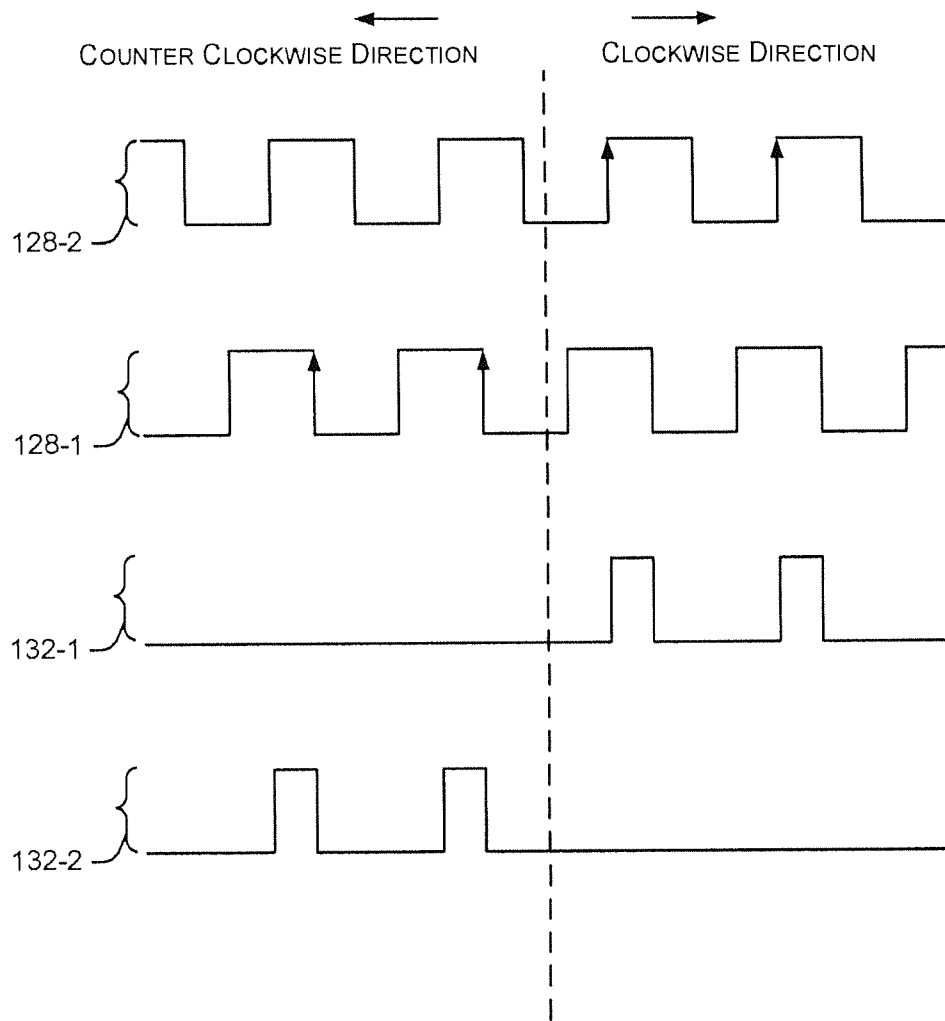 COUNTER CLOCKWISE DIRECTION
CLOCKWISE DIRECTION
128-2
128-1
132-1
132-2